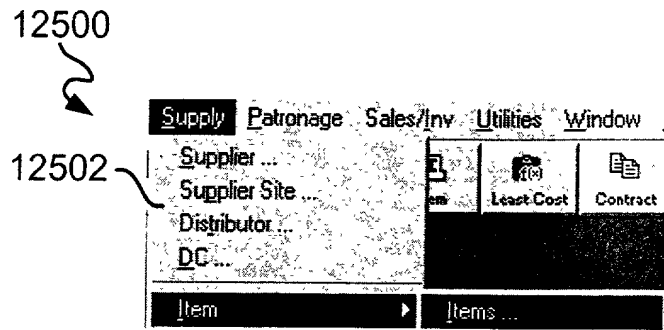 12500
Supply Patronage Sales/Inv Utilities Window
12502
Supplier ...
Supplier Site ...
Distributor ...
DC ...
f(x)
Least Cost Contract
Item Items ...